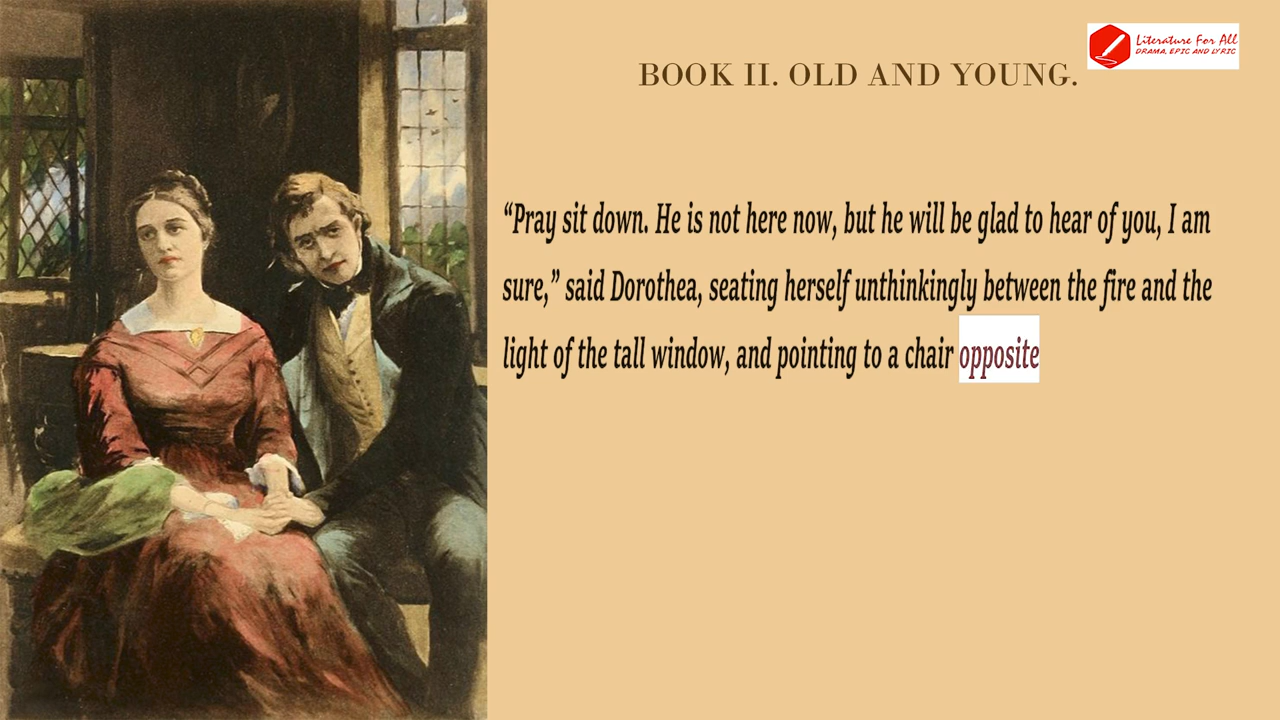 Literature For All
DRAMA, EPIC AND LYRIC
BOOK II. OLD AND YOUNG.
“Pray sit down. He is not here now, but he will be glad to hear of you, I am
sure,” said Dorothea, seating herself unthinkingly between the fire and the
light of the tall window, and pointing to a chair opposite